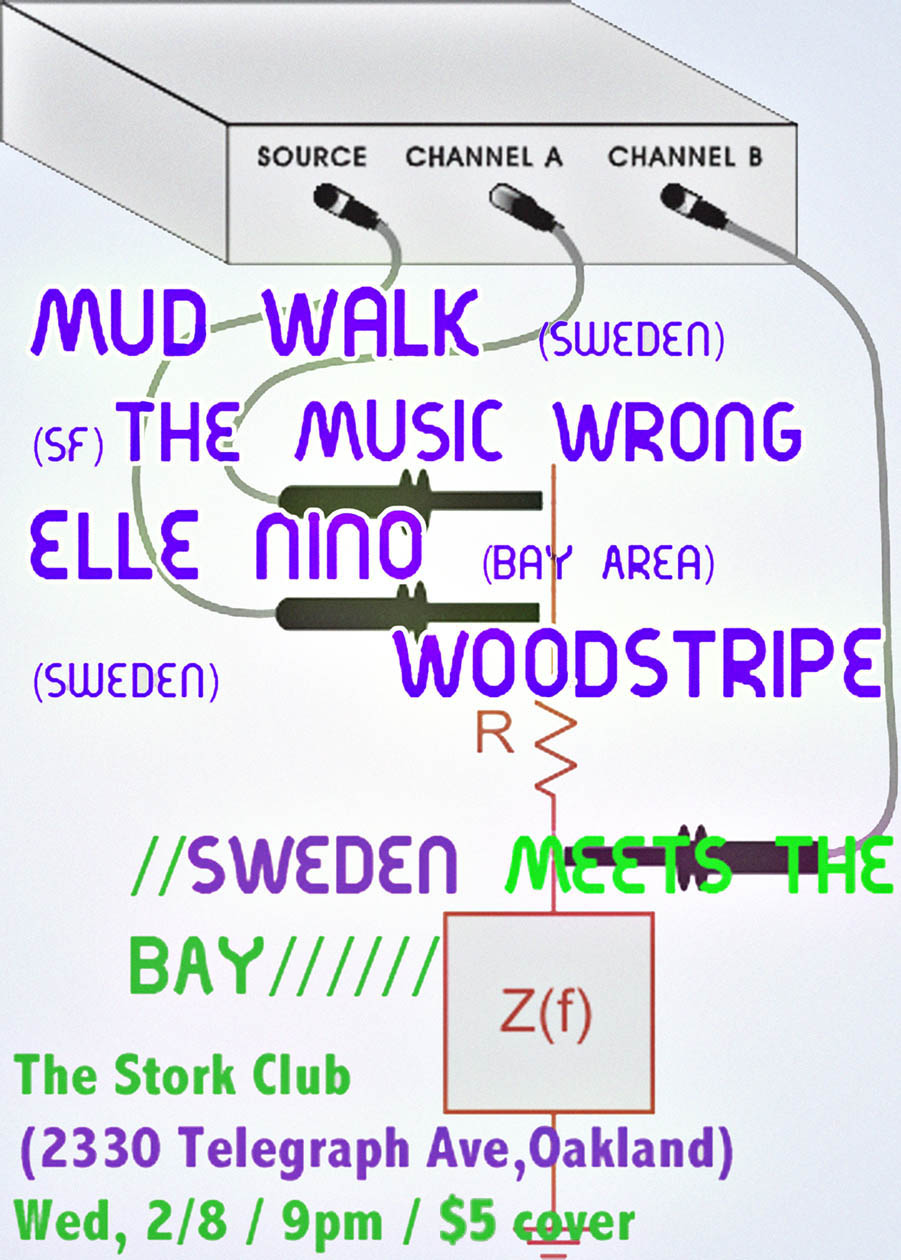 SOURCE CHANNEL A CHANNEL B
MUD WALK (SWEDEN)
(SF) THE MUSIC WRONG
ELLE NINO (BAY AREA)
(SWEDEN) WOODSTRIPE
R
//SWEDEN MEETS THE
BAY//////
Z(f)
The Stork Club
(2330 Telegraph Ave,Oakland)
Wed, 2/8 / 9pm / $5 cover